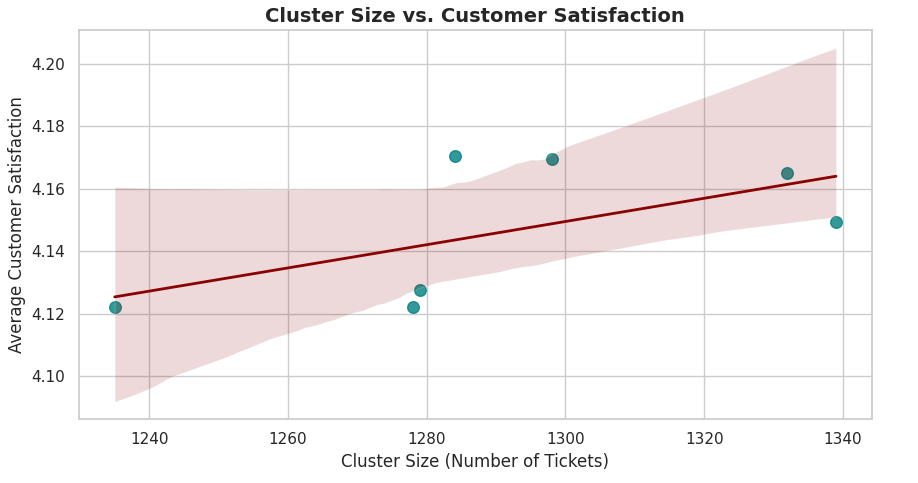 Cluster Size vs. Customer Satisfaction
Average Customer Satisfaction
4.20
4.18
4.16
4.14
4.12
4.10
1240 1260 1280 1300 1320 1340
Cluster Size (Number of Tickets)